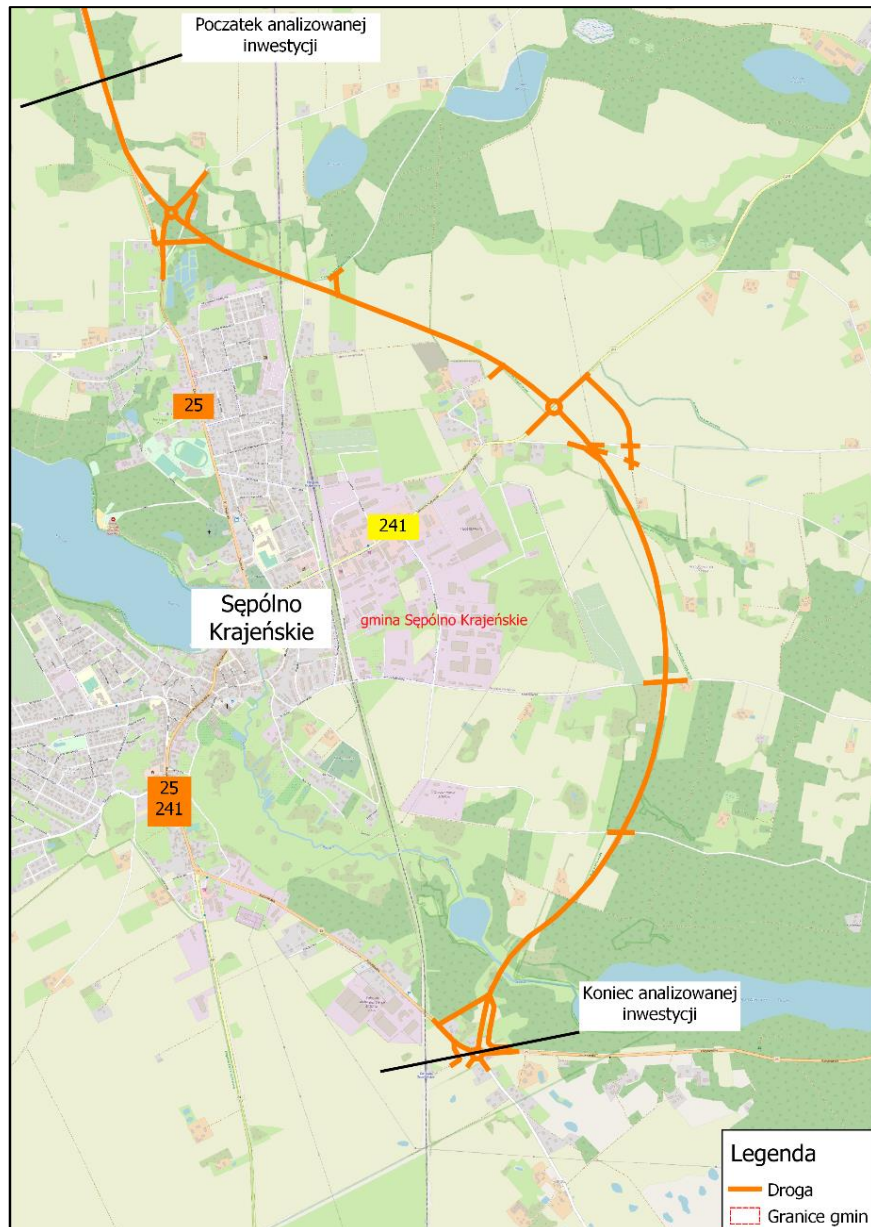 Początek analizowanej
inwestycji
25
241
Sępólno
Krajeńskie
gmina Sępólno Krajeńskie
25
241
Koniec analizowanej
inwestycji
Legenda
Droga
Granice gmin